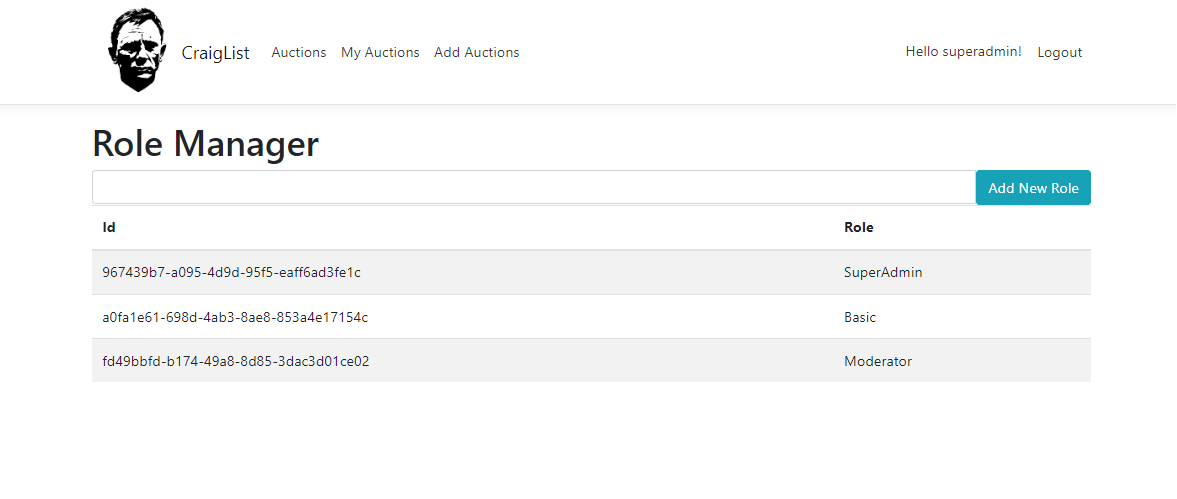 CraigList Auctions My Auctions Add Auctions Hello superadmin! Logout
Role Manager
Add New Role
Id Role
967439b7-a095-4d9d-95f5-eaff6ad3fe1c SuperAdmin
a0fa1e61-698d-4ab3-8ae8-853a4e17154c Basic
fd49bbfd-b174-49a8-8d85-3dac3d01ce02 Moderator